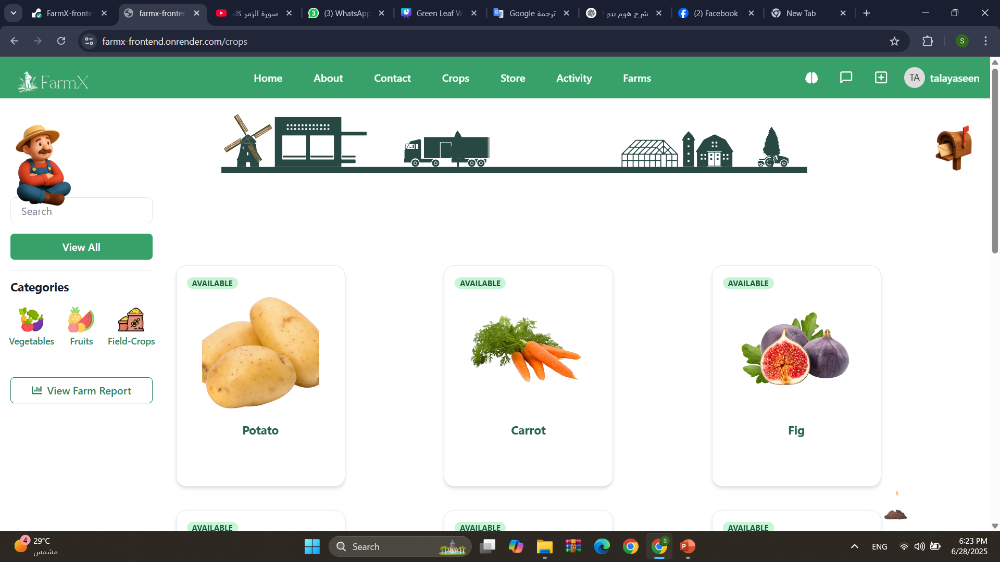 FarmX-fronte
farmx-fronter
سورة الزمر كام
(3) WhatsApp
Green Leaf W
Google ترجمة
شرح هوم بيج
(2) Facebook
New Tab
farmx-frontend.onrender.com/crops
FarmX
Home
About
Contact
Crops
Store
Activity
Farms
TA
talayaseen
Search
View All
Categories
Vegetables
Fruits
Field-Crops
View Farm Report
AVAILABLE
AVAILABLE
AVAILABLE
Potato
Carrot
Fig
AVAILABLE
AVAILABLE
AVAILABLE
4
29°C
مشمس
Search
ENG
6:23 PM
6/28/2025